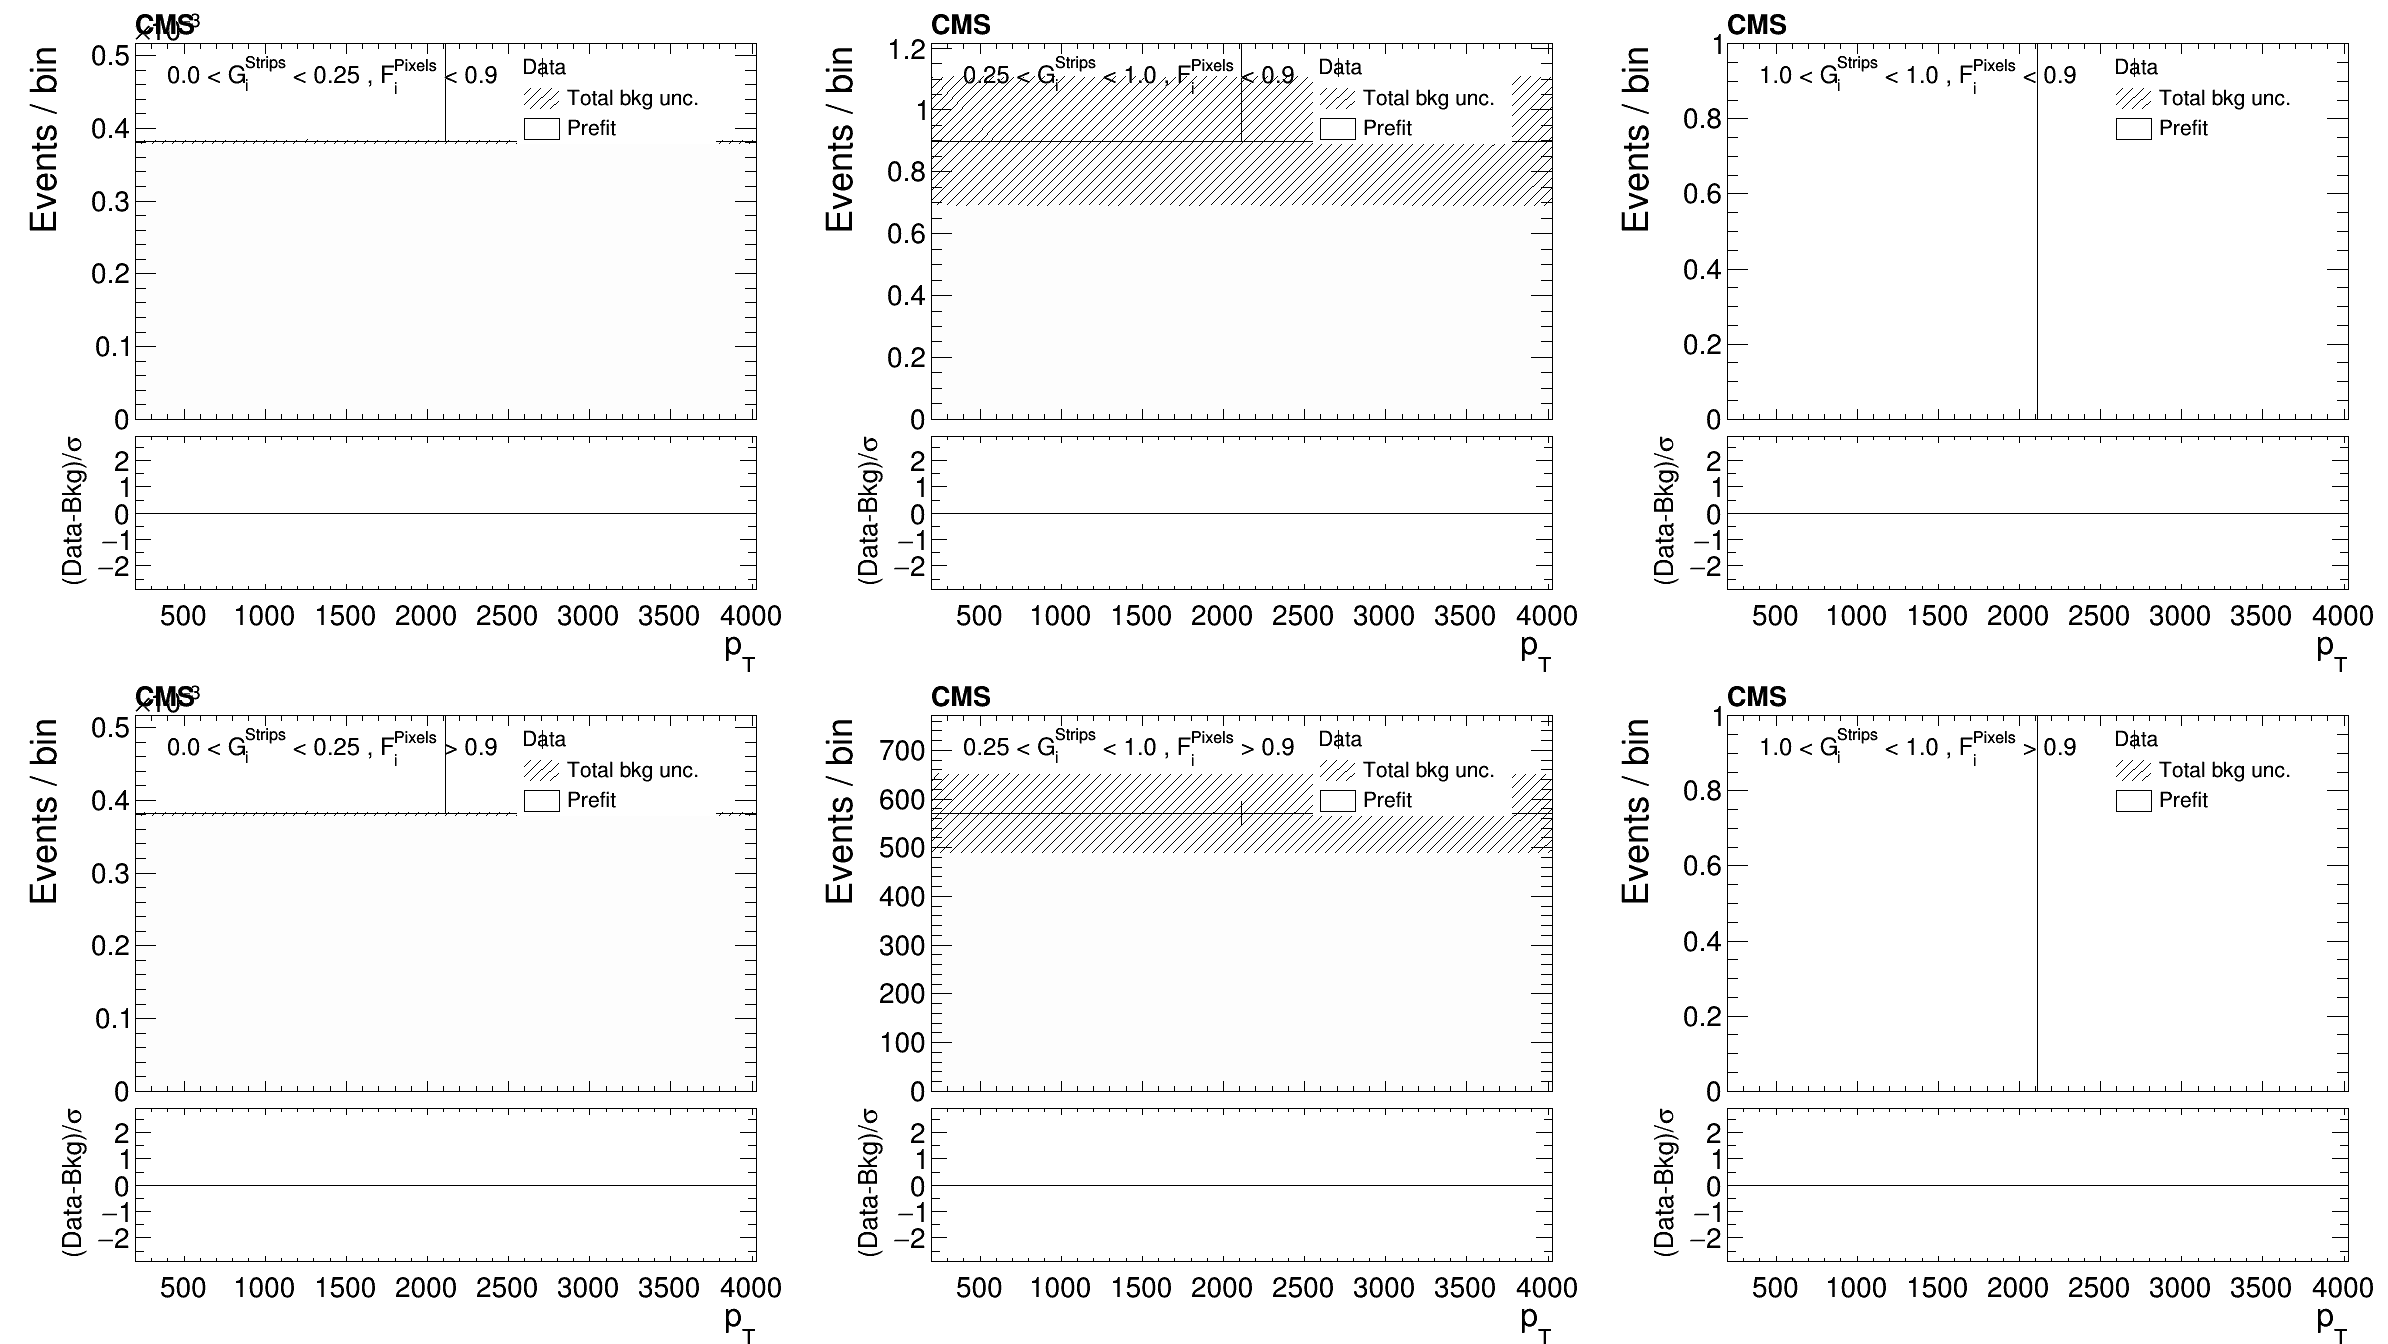 CMS
×10⁻³
Events / bin
0.0 < G_i^Strips < 0.25 , F_i^Pixels < 0.9
Data
Total bkg unc.
Prefit
0.5
0.4
0.3
0.2
0.1
0
(Data-Bkg)/σ
2
1
0
−1
−2
500 1000 1500 2000 2500 3000 3500 4000
p_T
CMS
Events / bin
0.25 < G_i^Strips < 1.0 , F_i^Pixels < 0.9
Data
Total bkg unc.
Prefit
1.2
1
0.8
0.6
0.4
0.2
0
(Data-Bkg)/σ
2
1
0
−1
−2
500 1000 1500 2000 2500 3000 3500 4000
p_T
CMS
Events / bin
1.0 < G_i^Strips < 1.0 , F_i^Pixels < 0.9
Data
Total bkg unc.
Prefit
1
0.8
0.6
0.4
0.2
0
(Data-Bkg)/σ
2
1
0
−1
−2
500 1000 1500 2000 2500 3000 3500 4000
p_T
CMS
×10⁻³
Events / bin
0.0 < G_i^Strips < 0.25 , F_i^Pixels > 0.9
Data
Total bkg unc.
Prefit
0.5
0.4
0.3
0.2
0.1
0
(Data-Bkg)/σ
2
1
0
−1
−2
500 1000 1500 2000 2500 3000 3500 4000
p_T
CMS
Events / bin
0.25 < G_i^Strips < 1.0 , F_i^Pixels > 0.9
Data
Total bkg unc.
Prefit
700
600
500
400
300
200
100
0
(Data-Bkg)/σ
2
1
0
−1
−2
500 1000 1500 2000 2500 3000 3500 4000
p_T
CMS
Events / bin
1.0 < G_i^Strips < 1.0 , F_i^Pixels > 0.9
Data
Total bkg unc.
Prefit
1
0.8
0.6
0.4
0.2
0
(Data-Bkg)/σ
2
1
0
−1
−2
500 1000 1500 2000 2500 3000 3500 4000
p_T